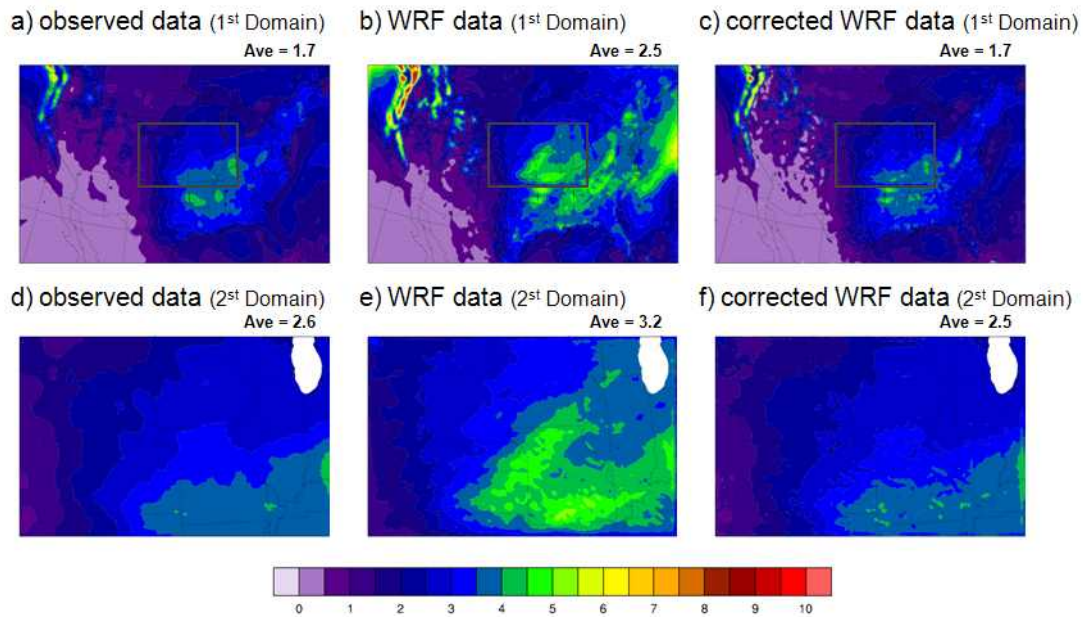 a) observed data (1st Domain)
Ave = 1.7
b) WRF data (1st Domain)
Ave = 2.5
c) corrected WRF data (1st Domain)
Ave = 1.7
d) observed data (2st Domain)
Ave = 2.6
e) WRF data (2st Domain)
Ave = 3.2
f) corrected WRF data (2st Domain)
Ave = 2.5
0 1 2 3 4 5 6 7 8 9 10